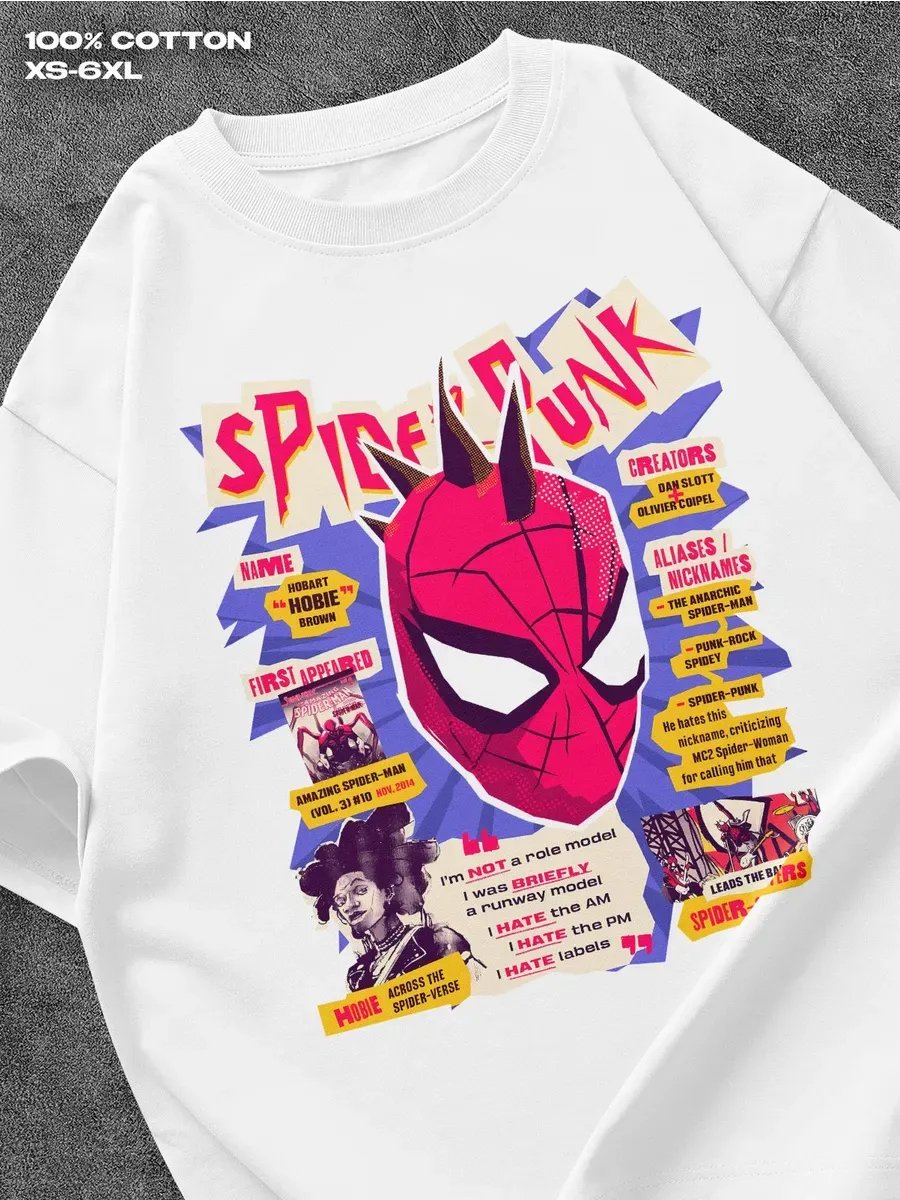 100% COTTON
XS-6XL
SPIDER PUNK
CREATORS
DAN SLOTT
+
OLIVIER COIPEL
NAME
HOBART
"HOBIE"
BROWN
ALIASES /
NICKNAMES
- THE ANARCHIC
SPIDER-MAN
- PUNK-ROCK
SPIDEY
- SPIDER-PUNK
He hates this
nickname, criticizing
MC2 Spider-Woman
for calling him that
FIRST APPEARED
AMAZING
SPIDER-MAN
AMAZING SPIDER-MAN
(VOL. 3) #10 NOV. 2014
"
I'm NOT a role model
I was BRIEFLY
a runway model
I HATE the AM
I HATE the PM
I HATE labels "
LEADS THE
SPIDER-
HOBIE ACROSS THE
SPIDER-VERSE